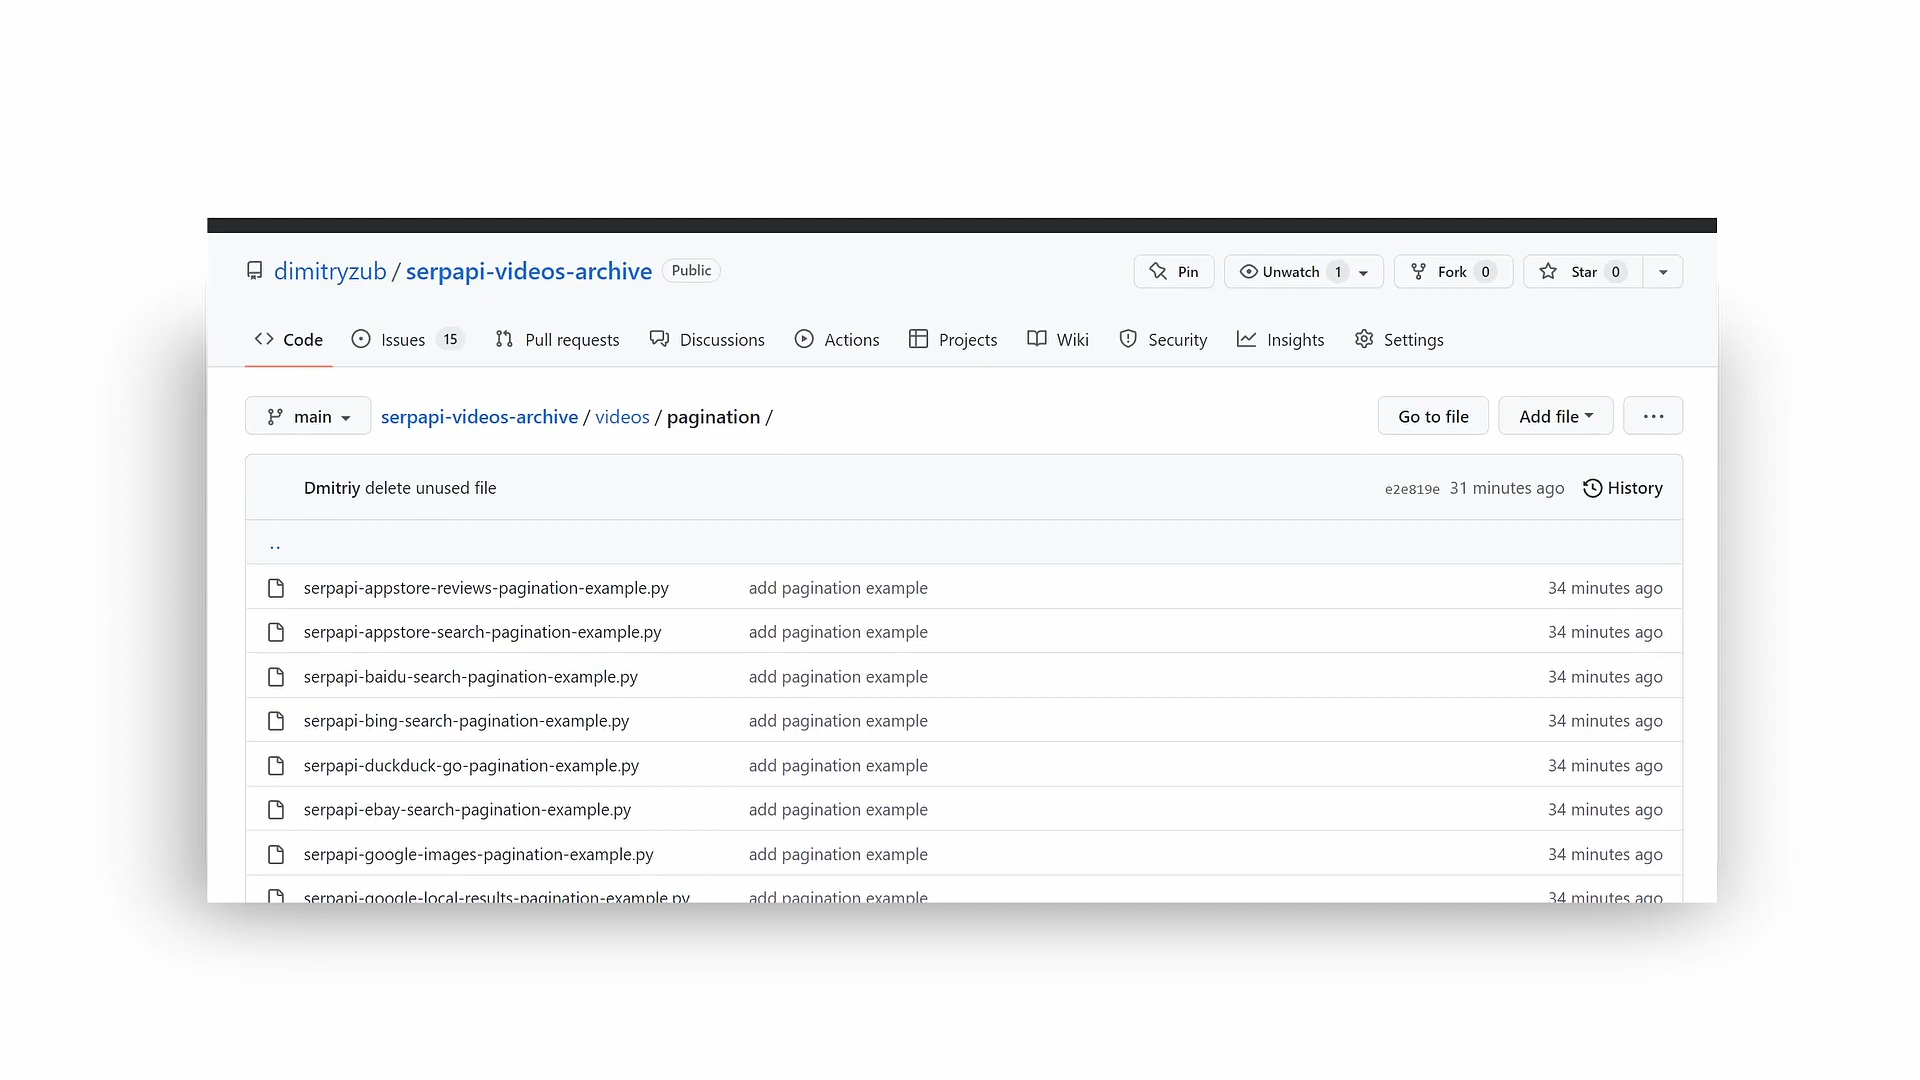 dimitryzub / serpapi-videos-archive Public Pin Unwatch 1 Fork 0 Star 0
Code Issues 15 Pull requests Discussions Actions Projects Wiki Security Insights Settings
main serpapi-videos-archive / videos / pagination / Go to file Add file ...
Dmitriy delete unused file e2e819e 31 minutes ago History
..
serpapi-appstore-reviews-pagination-example.py add pagination example 34 minutes ago
serpapi-appstore-search-pagination-example.py add pagination example 34 minutes ago
serpapi-baidu-search-pagination-example.py add pagination example 34 minutes ago
serpapi-bing-search-pagination-example.py add pagination example 34 minutes ago
serpapi-duckduck-go-pagination-example.py add pagination example 34 minutes ago
serpapi-ebay-search-pagination-example.py add pagination example 34 minutes ago
serpapi-google-images-pagination-example.py add pagination example 34 minutes ago
serpapi-google-local-results-pagination-example.py add pagination example 34 minutes ago